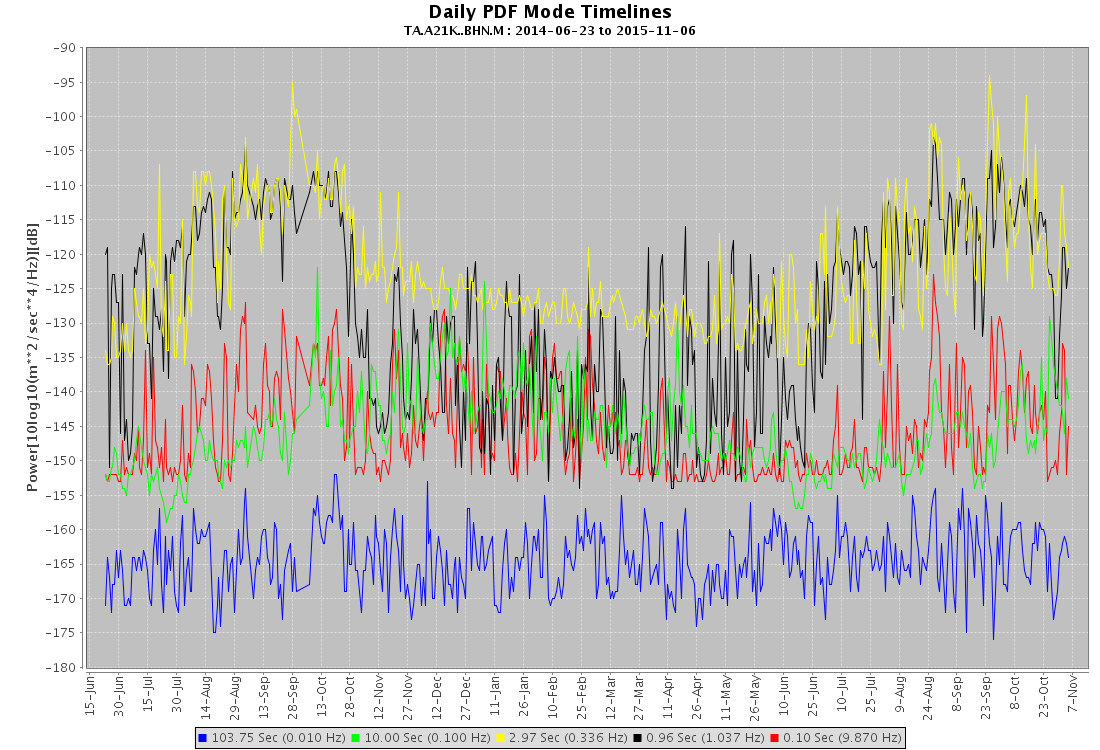 Daily PDF Mode Timelines
TA.A21K..BHN.M : 2014-06-23 to 2015-11-06
Power[10log10(m**2 / sec**4 /Hz)][dB]
-90
-95
-100
-105
-110
-115
-120
-125
-130
-135
-140
-145
-150
-155
-160
-165
-170
-175
-180
15-Jun
30-Jun
15-Jul
30-Jul
14-Aug
29-Aug
13-Sep
28-Sep
13-Oct
28-Oct
12-Nov
27-Nov
12-Dec
27-Dec
11-Jan
26-Jan
10-Feb
25-Feb
12-Mar
27-Mar
11-Apr
26-Apr
11-May
26-May
10-Jun
25-Jun
10-Jul
25-Jul
9-Aug
24-Aug
8-Sep
23-Sep
8-Oct
23-Oct
7-Nov
103.75 Sec (0.010 Hz) 10.00 Sec (0.100 Hz) 2.97 Sec (0.336 Hz) 0.96 Sec (1.037 Hz) 0.10 Sec (9.870 Hz)